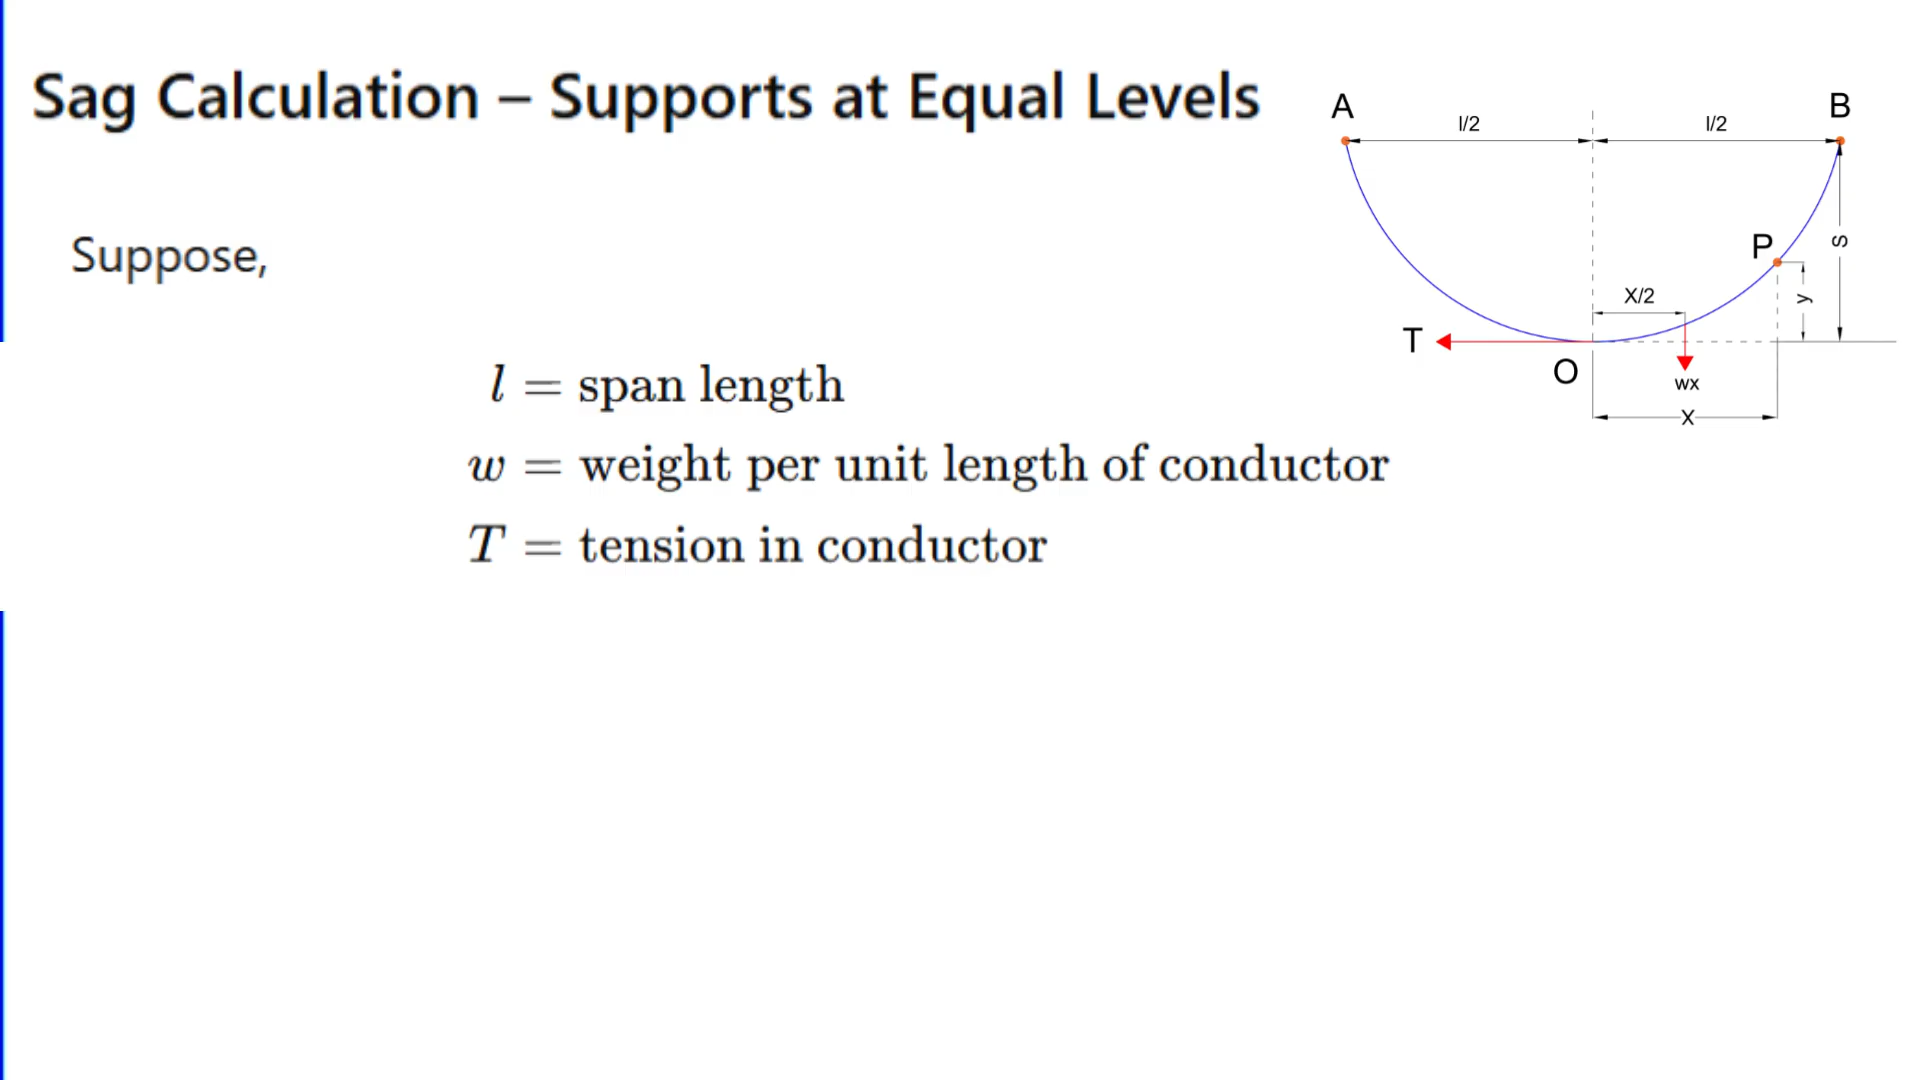 Sag Calculation – Supports at Equal Levels
Suppose,
l = span length
w = weight per unit length of conductor
T = tension in conductor
A
B
l/2
l/2
P
S
X/2
y
T
O
wx
X